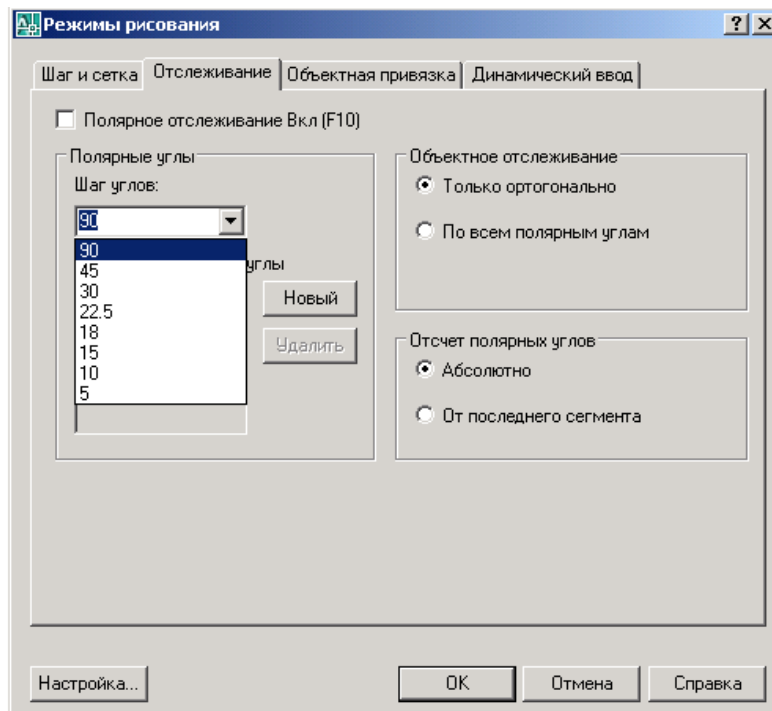 Режимы рисования
Шаг и сетка
Отслеживание
Объектная привязка
Динамический ввод
Полярное отслеживание Вкл (F10)
Полярные углы
Шаг углов:
90
90
45
30
22.5
18
15
10
5
углы
Новый
Удалить
Объектное отслеживание
Только ортогонально
По всем полярным углам
Отсчет полярных углов
Абсолютно
От последнего сегмента
Настройка...
OK
Отмена
Справка